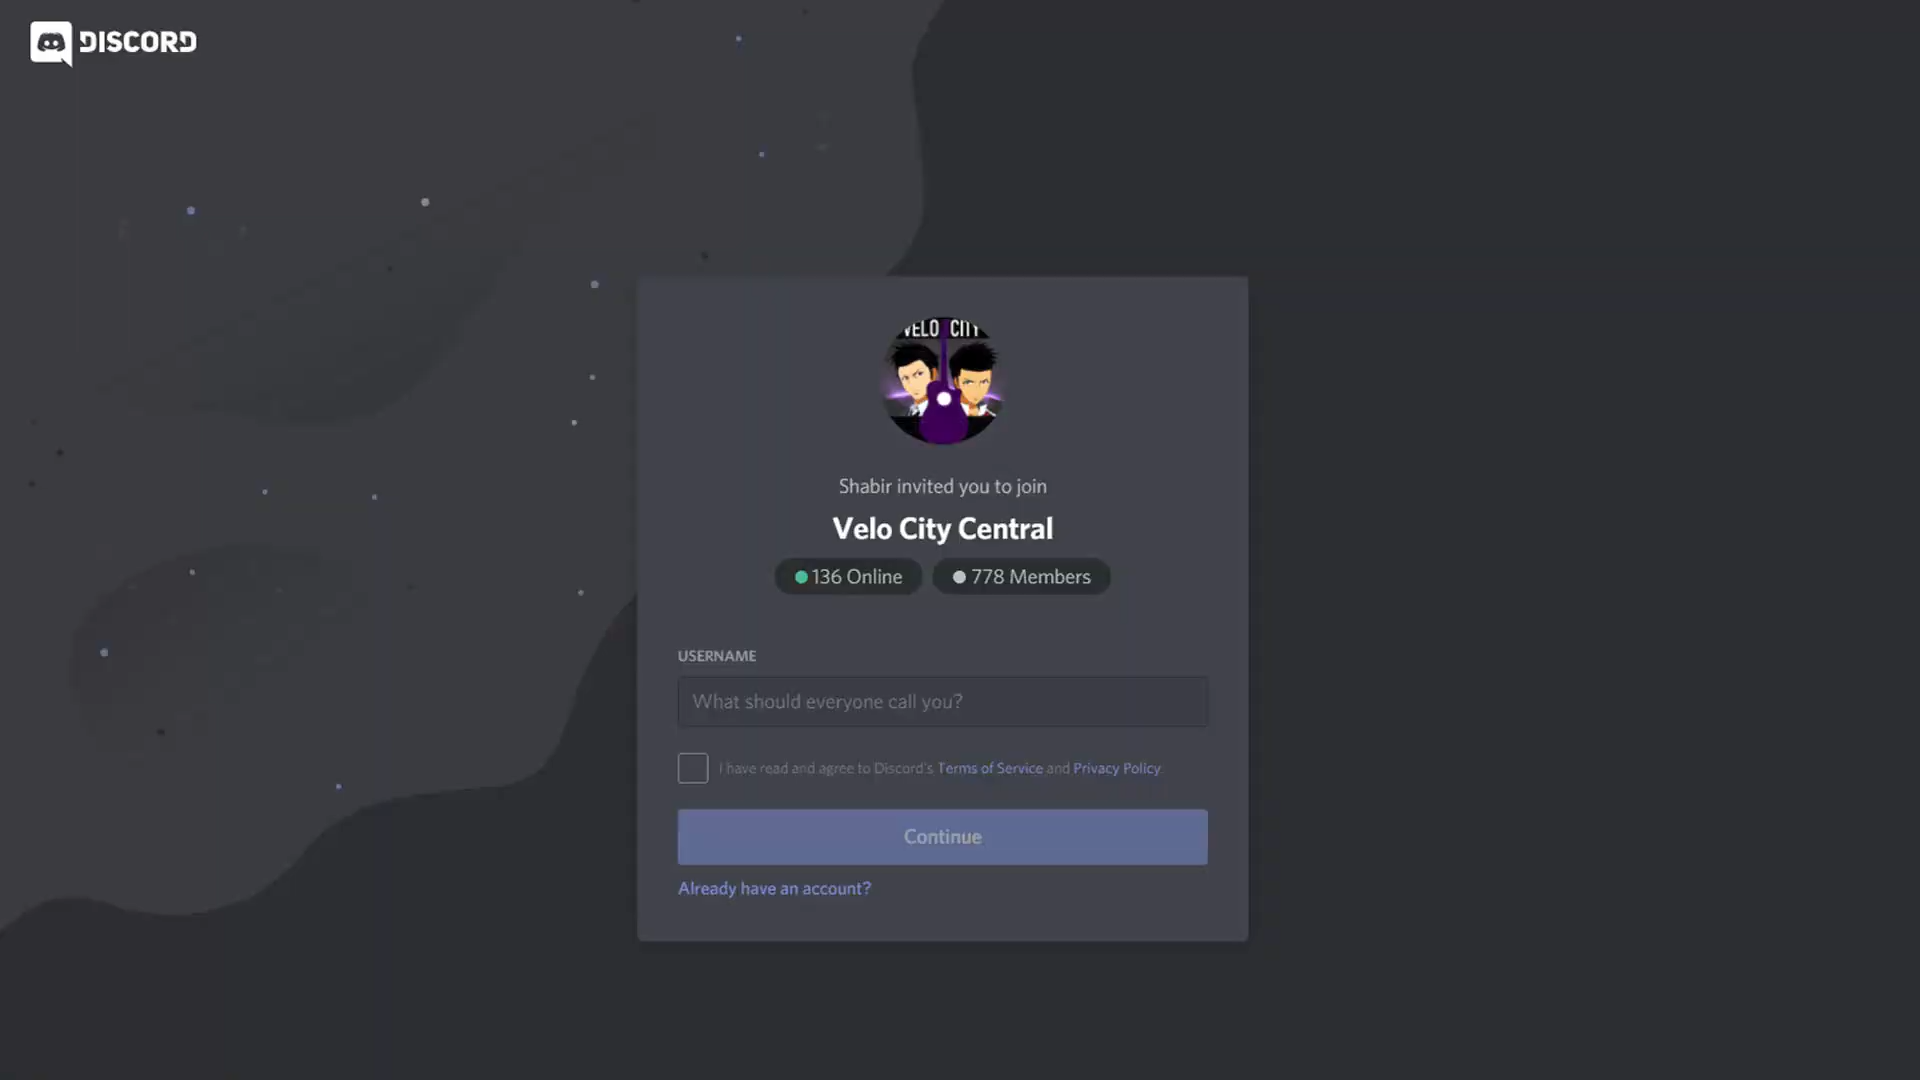 DISCORD
VELO CITY
Shabir invited you to join
Velo City Central
136 Online 778 Members
USERNAME
What should everyone call you?
I have read and agree to Discord's Terms of Service and Privacy Policy
Continue
Already have an account?